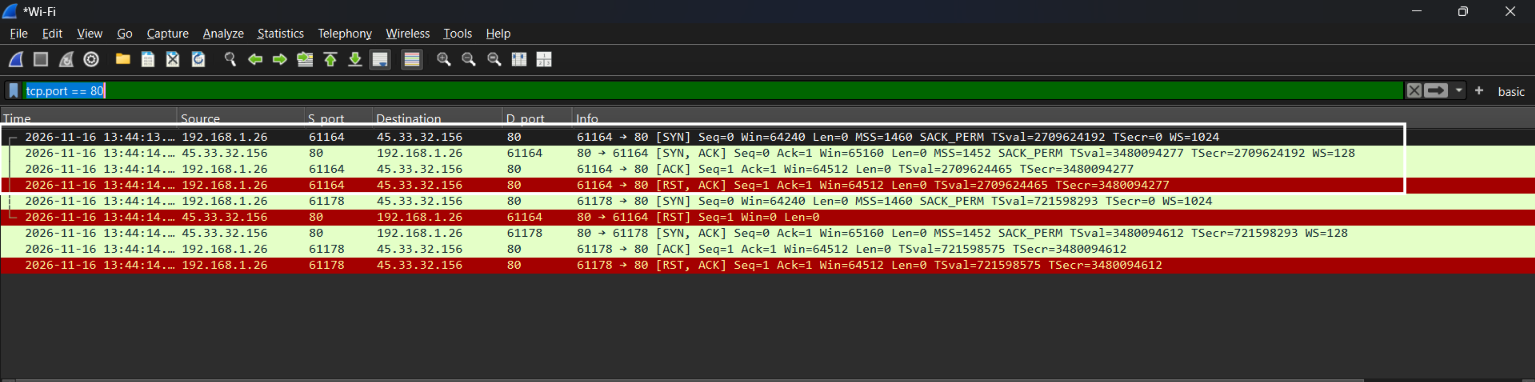 *Wi-Fi
File Edit View Go Capture Analyze Statistics Telephony Wireless Tools Help
tcp.port == 80 basic
Time Source S_port Destination D_port Info
2026-11-16 13:44:13... 192.168.1.26 61164 45.33.32.156 80 61164 → 80 [SYN] Seq=0 Win=64240 Len=0 MSS=1460 SACK_PERM TSval=2709624192 TSecr=0 WS=1024
2026-11-16 13:44:14... 45.33.32.156 80 192.168.1.26 61164 80 → 61164 [SYN, ACK] Seq=0 Ack=1 Win=65160 Len=0 MSS=1452 SACK_PERM TSval=3480094277 TSecr=2709624192 WS=128
2026-11-16 13:44:14... 192.168.1.26 61164 45.33.32.156 80 61164 → 80 [ACK] Seq=1 Ack=1 Win=64512 Len=0 TSval=2709624465 TSecr=3480094277
2026-11-16 13:44:14... 192.168.1.26 61164 45.33.32.156 80 61164 → 80 [RST, ACK] Seq=1 Ack=1 Win=64512 Len=0 TSval=2709624465 TSecr=3480094277
2026-11-16 13:44:14... 192.168.1.26 61178 45.33.32.156 80 61178 → 80 [SYN] Seq=0 Win=64240 Len=0 MSS=1460 SACK_PERM TSval=721598293 TSecr=0 WS=1024
2026-11-16 13:44:14... 45.33.32.156 80 192.168.1.26 61164 80 → 61164 [RST] Seq=1 Win=0 Len=0
2026-11-16 13:44:14... 45.33.32.156 80 192.168.1.26 61178 80 → 61178 [SYN, ACK] Seq=0 Ack=1 Win=65160 Len=0 MSS=1452 SACK_PERM TSval=3480094612 TSecr=721598293 WS=128
2026-11-16 13:44:14... 192.168.1.26 61178 45.33.32.156 80 61178 → 80 [ACK] Seq=1 Ack=1 Win=64512 Len=0 TSval=721598575 TSecr=3480094612
2026-11-16 13:44:14... 192.168.1.26 61178 45.33.32.156 80 61178 → 80 [RST, ACK] Seq=1 Ack=1 Win=64512 Len=0 TSval=721598575 TSecr=3480094612